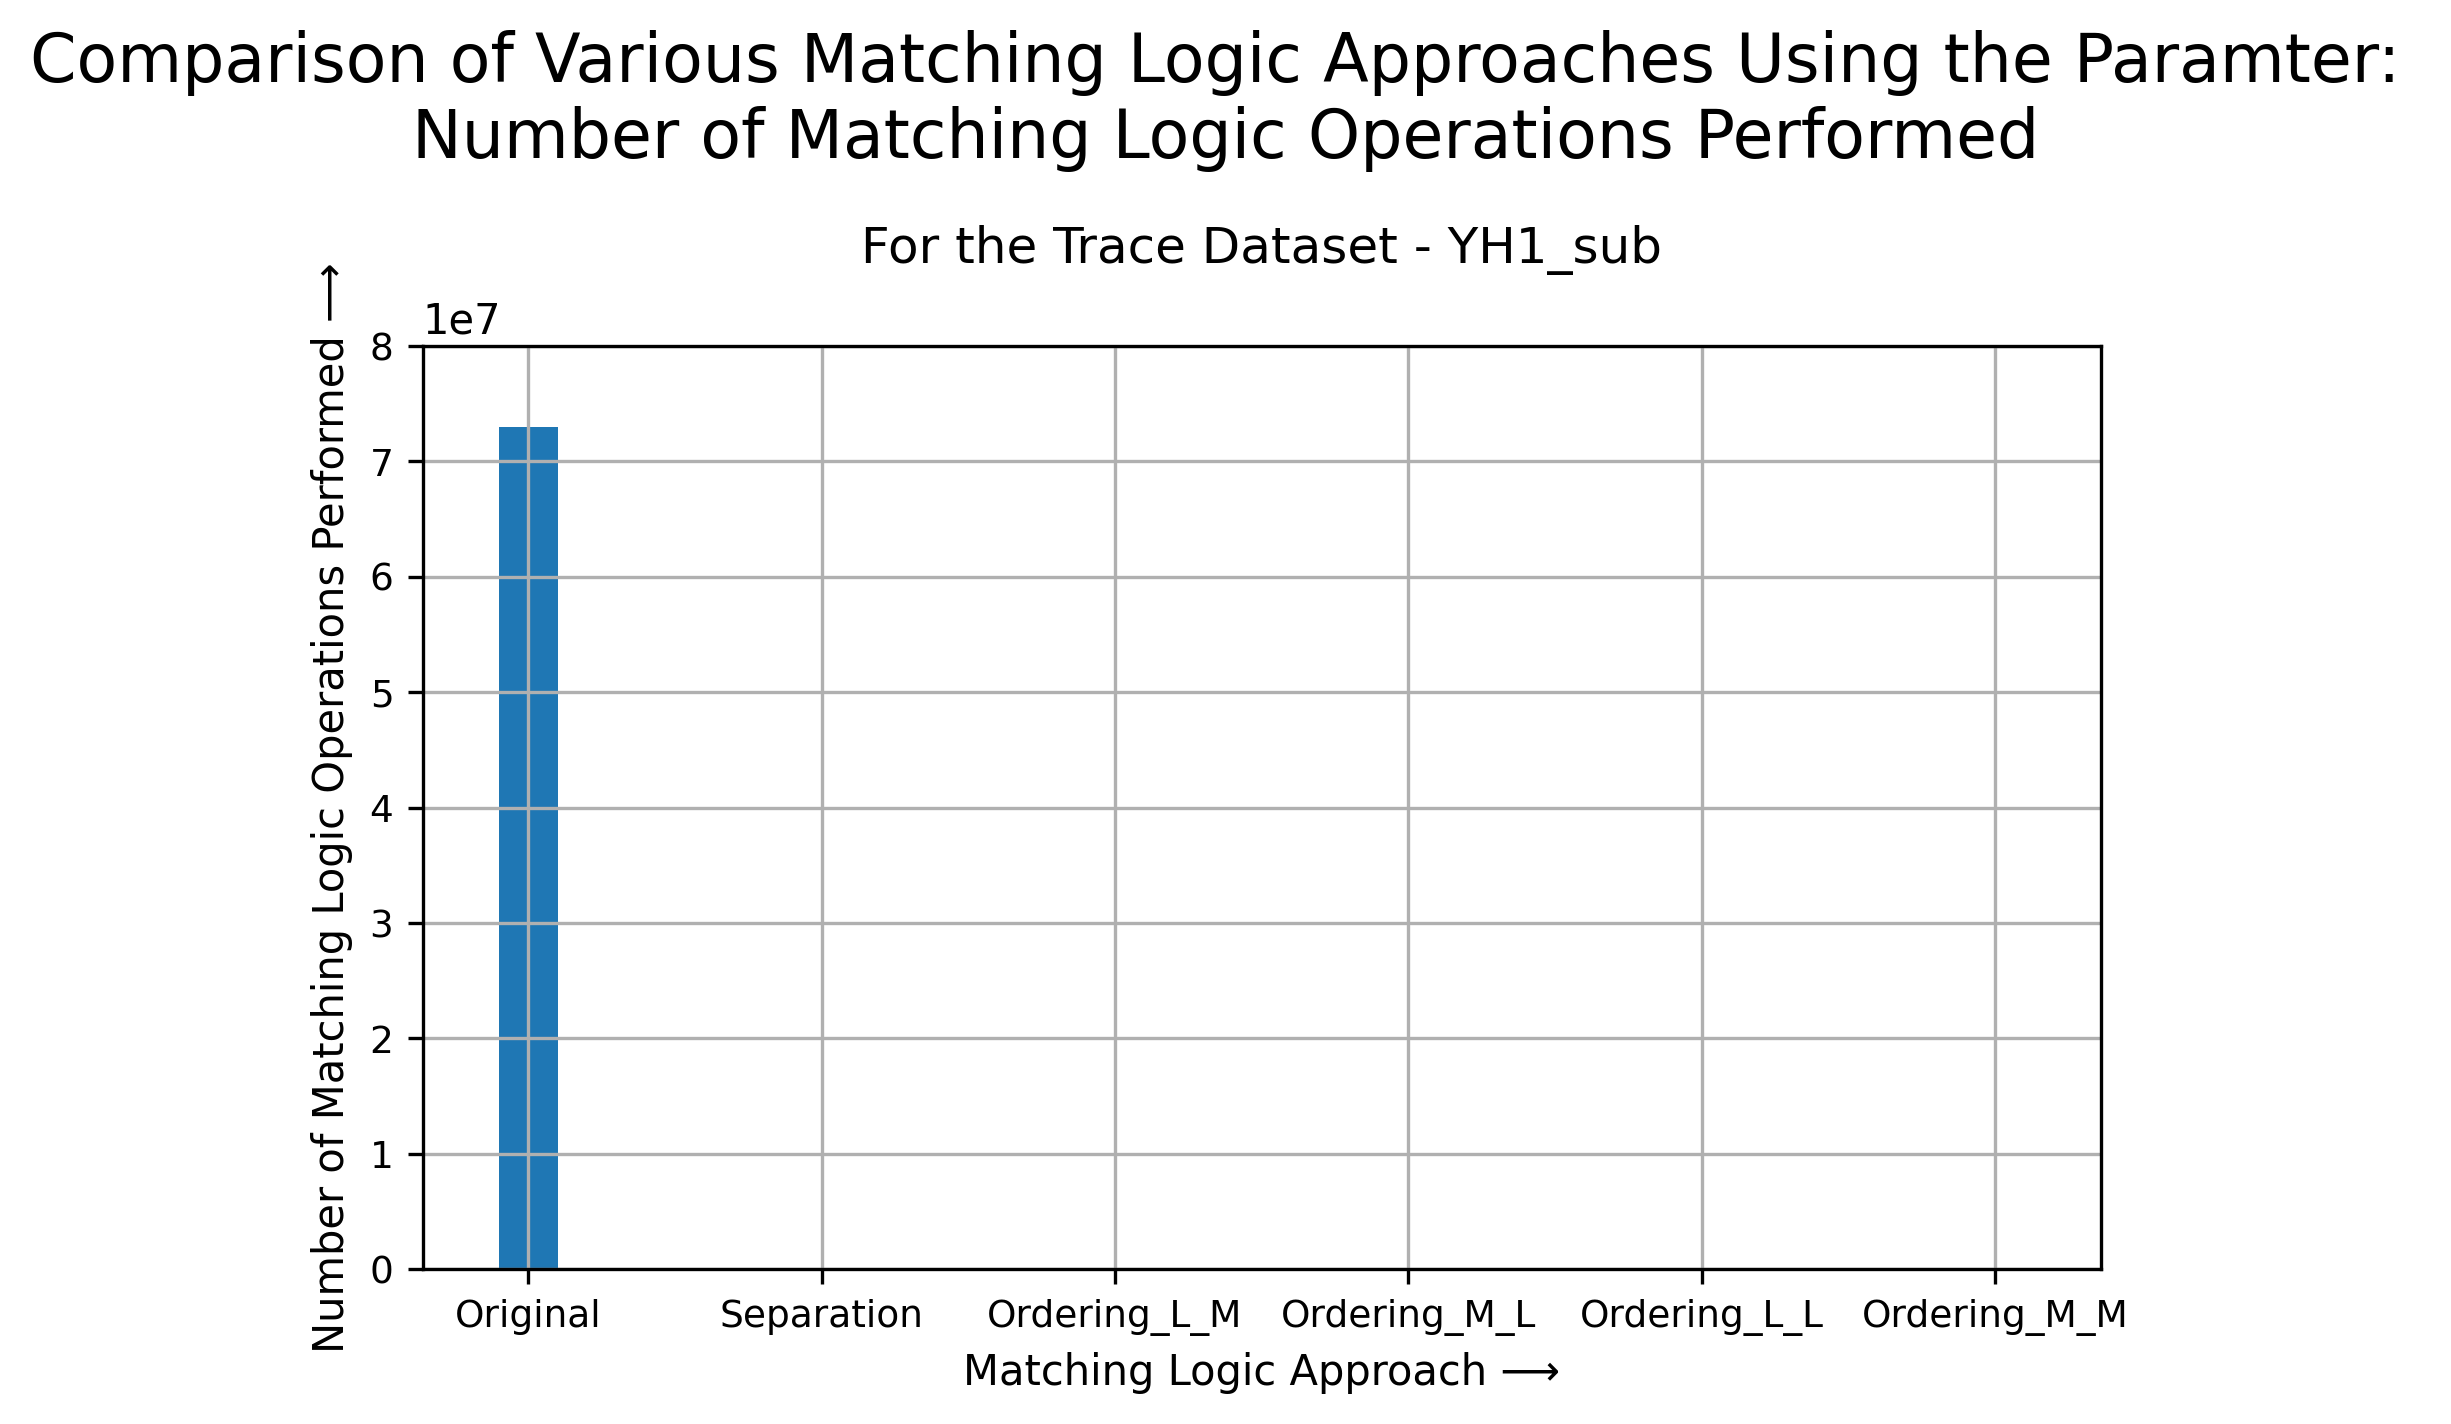 Comparison of Various Matching Logic Approaches Using the Paramter:
Number of Matching Logic Operations Performed
For the Trace Dataset - YH1_sub
1e7
Number of Matching Logic Operations Performed ⟶
8
7
6
5
4
3
2
1
0
Original Separation Ordering_L_M Ordering_M_L Ordering_L_L Ordering_M_M
Matching Logic Approach ⟶